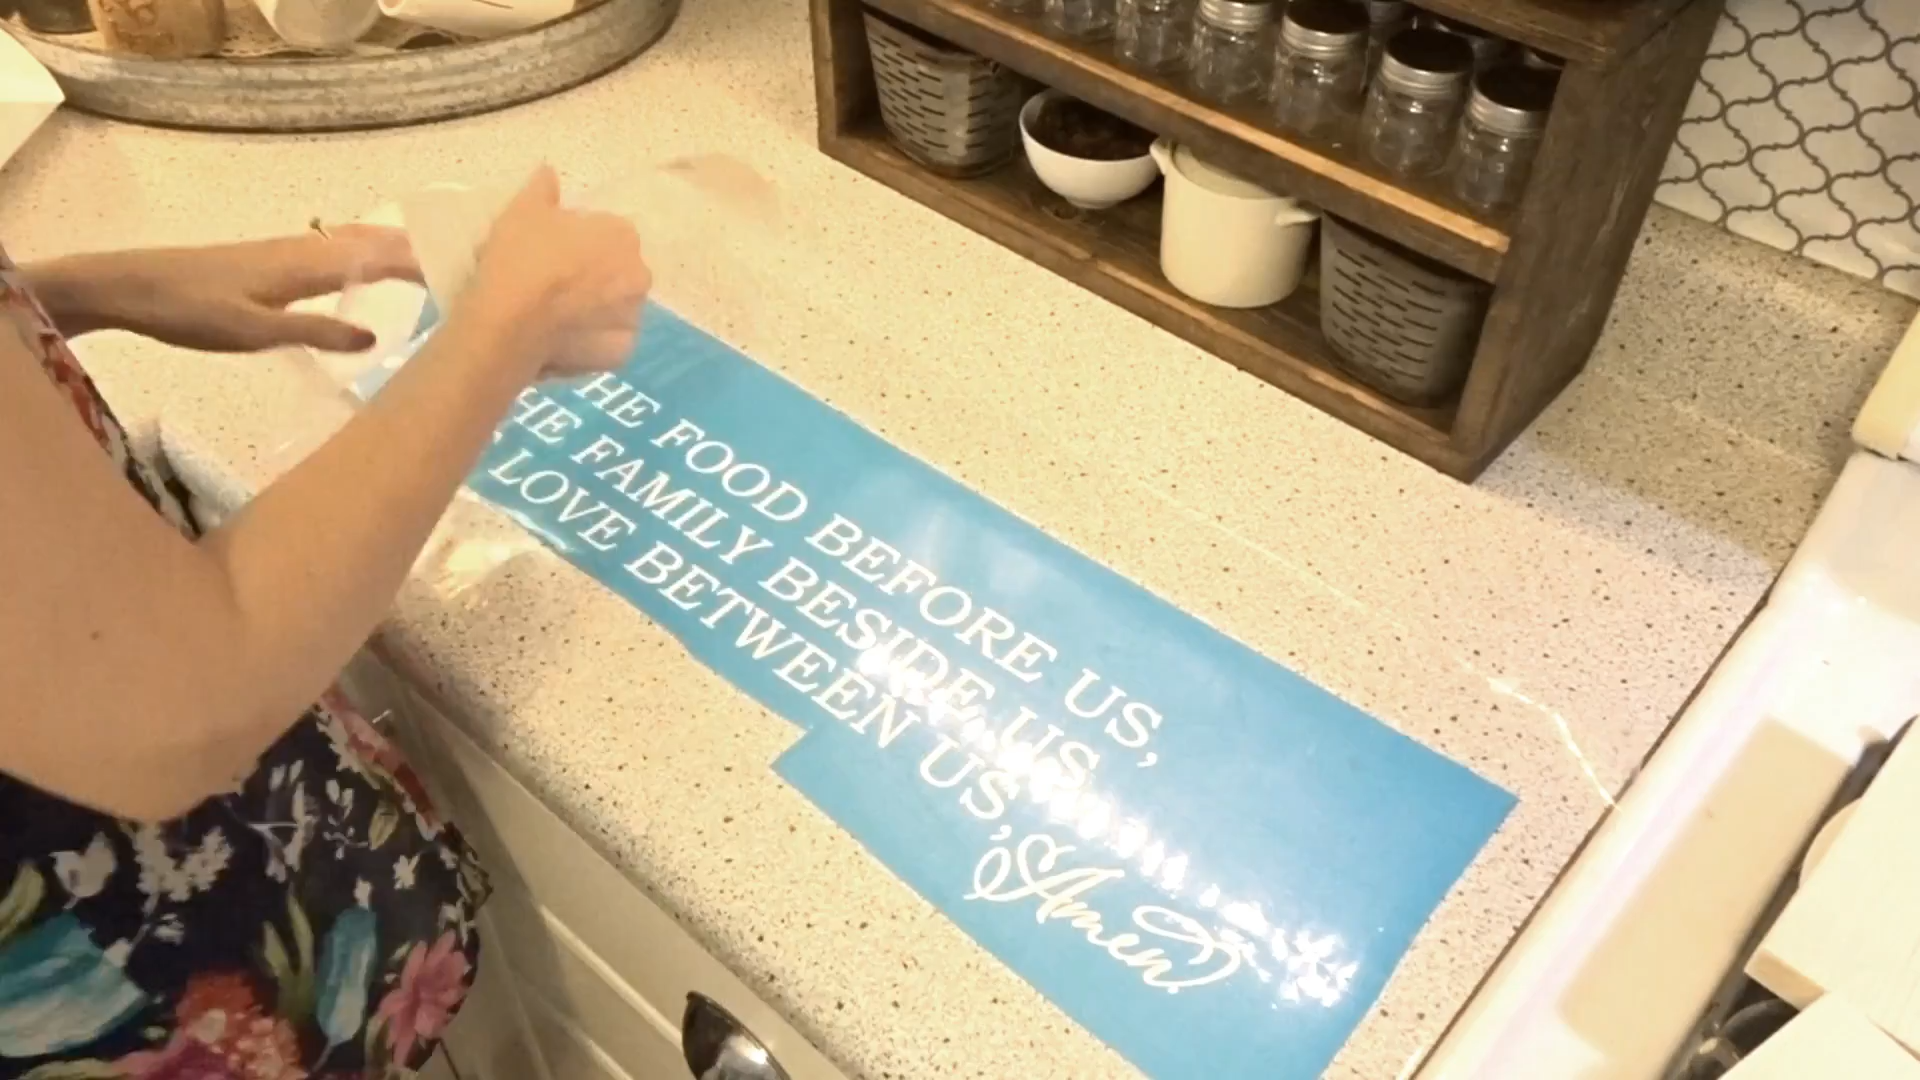 HE FOOD BEFORE US,
HE FAMILY BESIDE US,
LOVE BETWEEN US,
Amen.